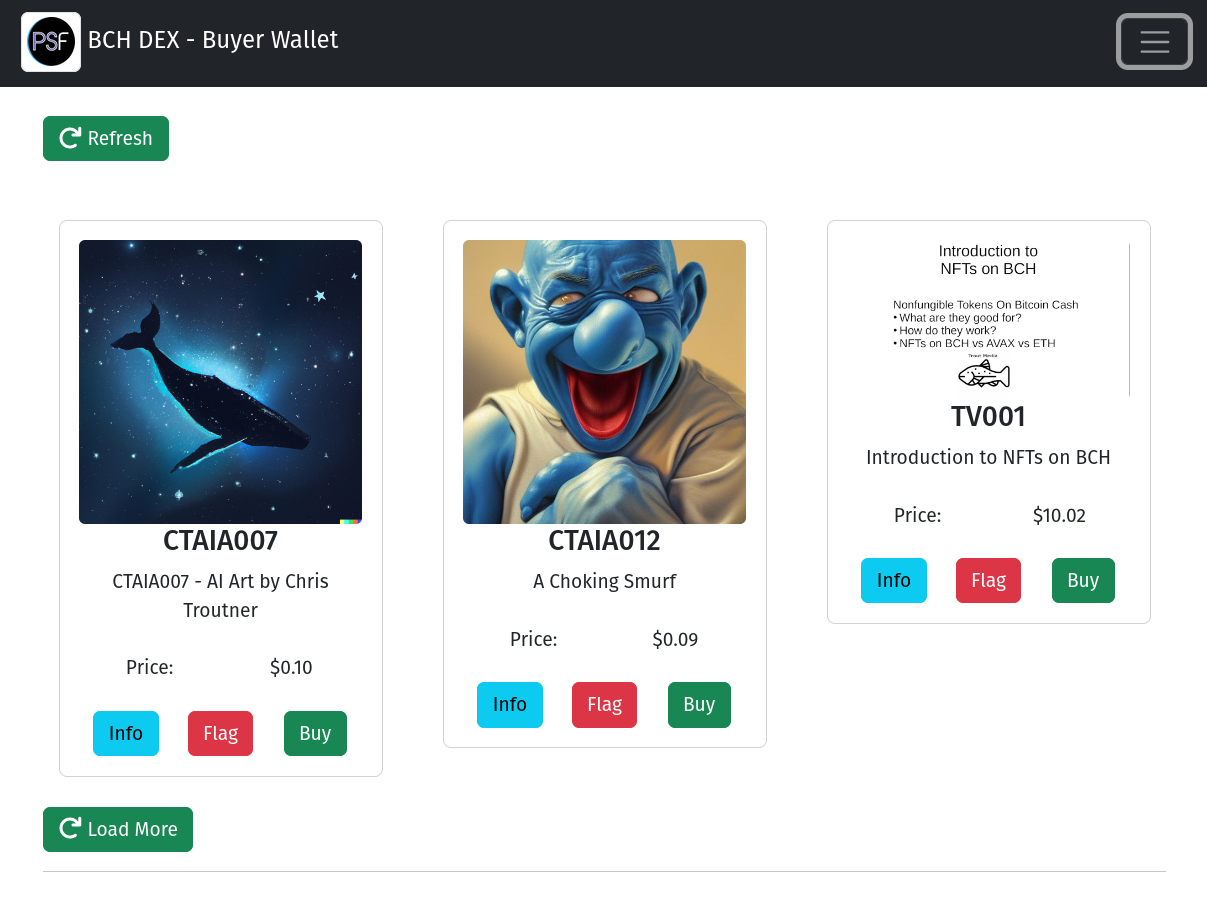 PSF
BCH DEX - Buyer Wallet
Refresh
CTAIA007
CTAIA007 - AI Art by Chris
Troutner
Price: $0.10
Info Flag Buy
CTAIA012
A Choking Smurf
Price: $0.09
Info Flag Buy
Introduction to
NFTs on BCH
Nonfungible Tokens On Bitcoin Cash
• What are they good for?
• How do they work?
• NFTs on BCH vs AVAX vs ETH
Trout Media
TV001
Introduction to NFTs on BCH
Price: $10.02
Info Flag Buy
Load More